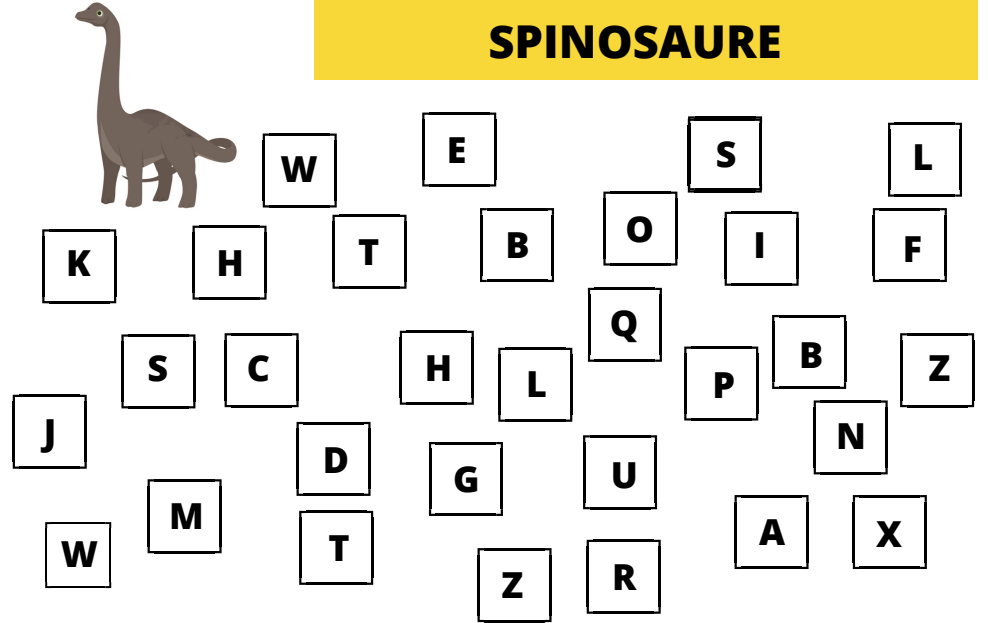 SPINOSAURE
W E S L
K H T B O I F
Q
S C H L P B Z
J D G U N
M W T Z R A X